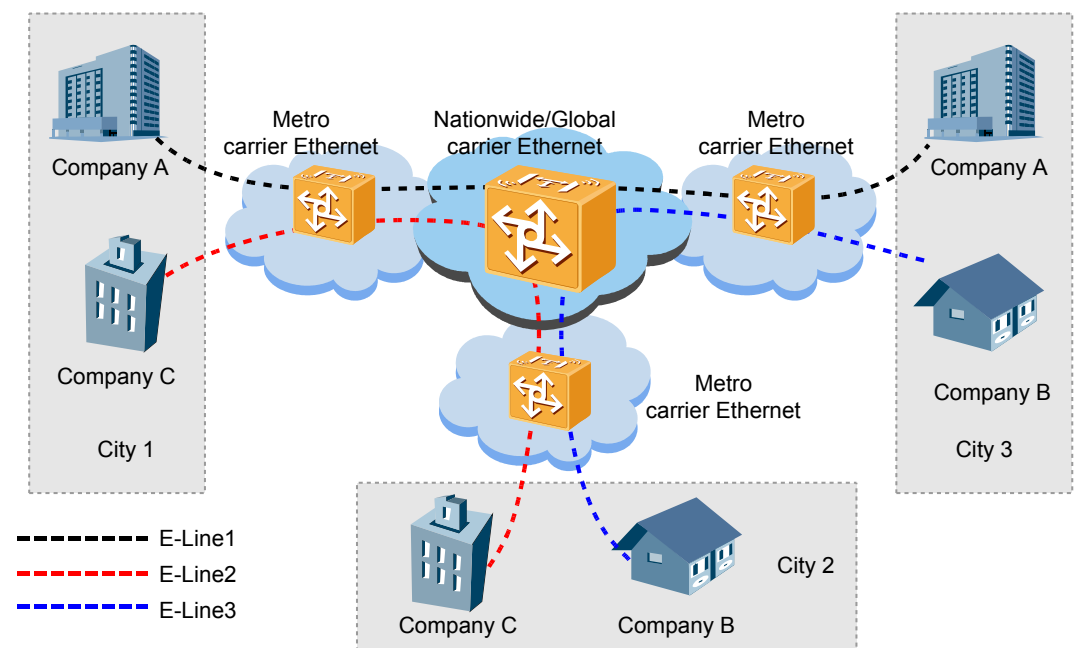 Metro
carrier Ethernet
Nationwide/Global
carrier Ethernet
Metro
carrier Ethernet
Company A
Company A
Company C
Company B
Metro
carrier Ethernet
City 1
City 3
E-Line1
E-Line2
E-Line3
City 2
Company C
Company B